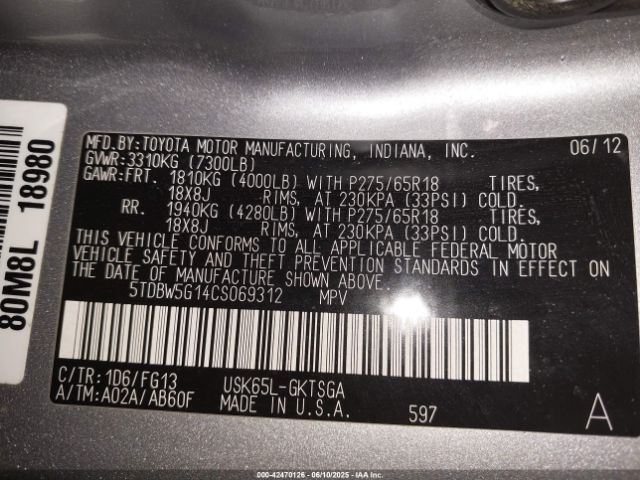 80M8L 18980
MFD.BY:TOYOTA MOTOR MANUFACTURING, INDIANA, INC. 06/12
GVWR:3310KG (7300LB)
GAWR:FRT. 1810KG (4000LB) WITH P275/65R18 TIRES,
18X8J RIMS, AT 230KPA (33PSI) COLD.
RR. 1940KG (4280LB) WITH P275/65R18 TIRES,
18X8J RIMS, AT 230KPA (33PSI) COLD.
THIS VEHICLE CONFORMS TO ALL APPLICABLE FEDERAL MOTOR
VEHICLE SAFETY AND THEFT PREVENTION STANDARDS IN EFFECT ON
THE DATE OF MANUFACTURE SHOWN ABOVE.
5TDBW5G14CS069312 MPV
C/TR:1D6/FG13 USK65L-GKTSGA
A/TM:A02A/AB60F MADE IN U.S.A. 597 A
000-42470126 - 06/10/2025 - IAA Inc.